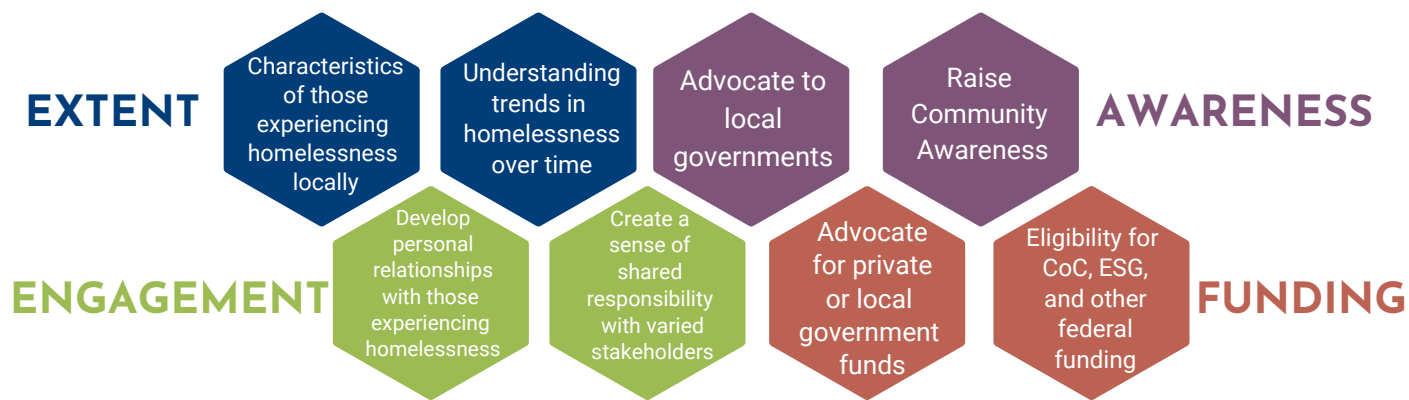 EXTENT
Characteristics
of those
experiencing
homelessness
locally
Understanding
trends in
homelessness
over time
Advocate to
local
governments
Raise
Community
Awareness
AWARENESS
ENGAGEMENT
Develop
personal
relationships
with those
experiencing
homelessness
Create a
sense of
shared
responsibility
with varied
stakeholders
Advocate
for private
or local
government
funds
Eligibility for
CoC, ESG,
and other
federal
funding
FUNDING